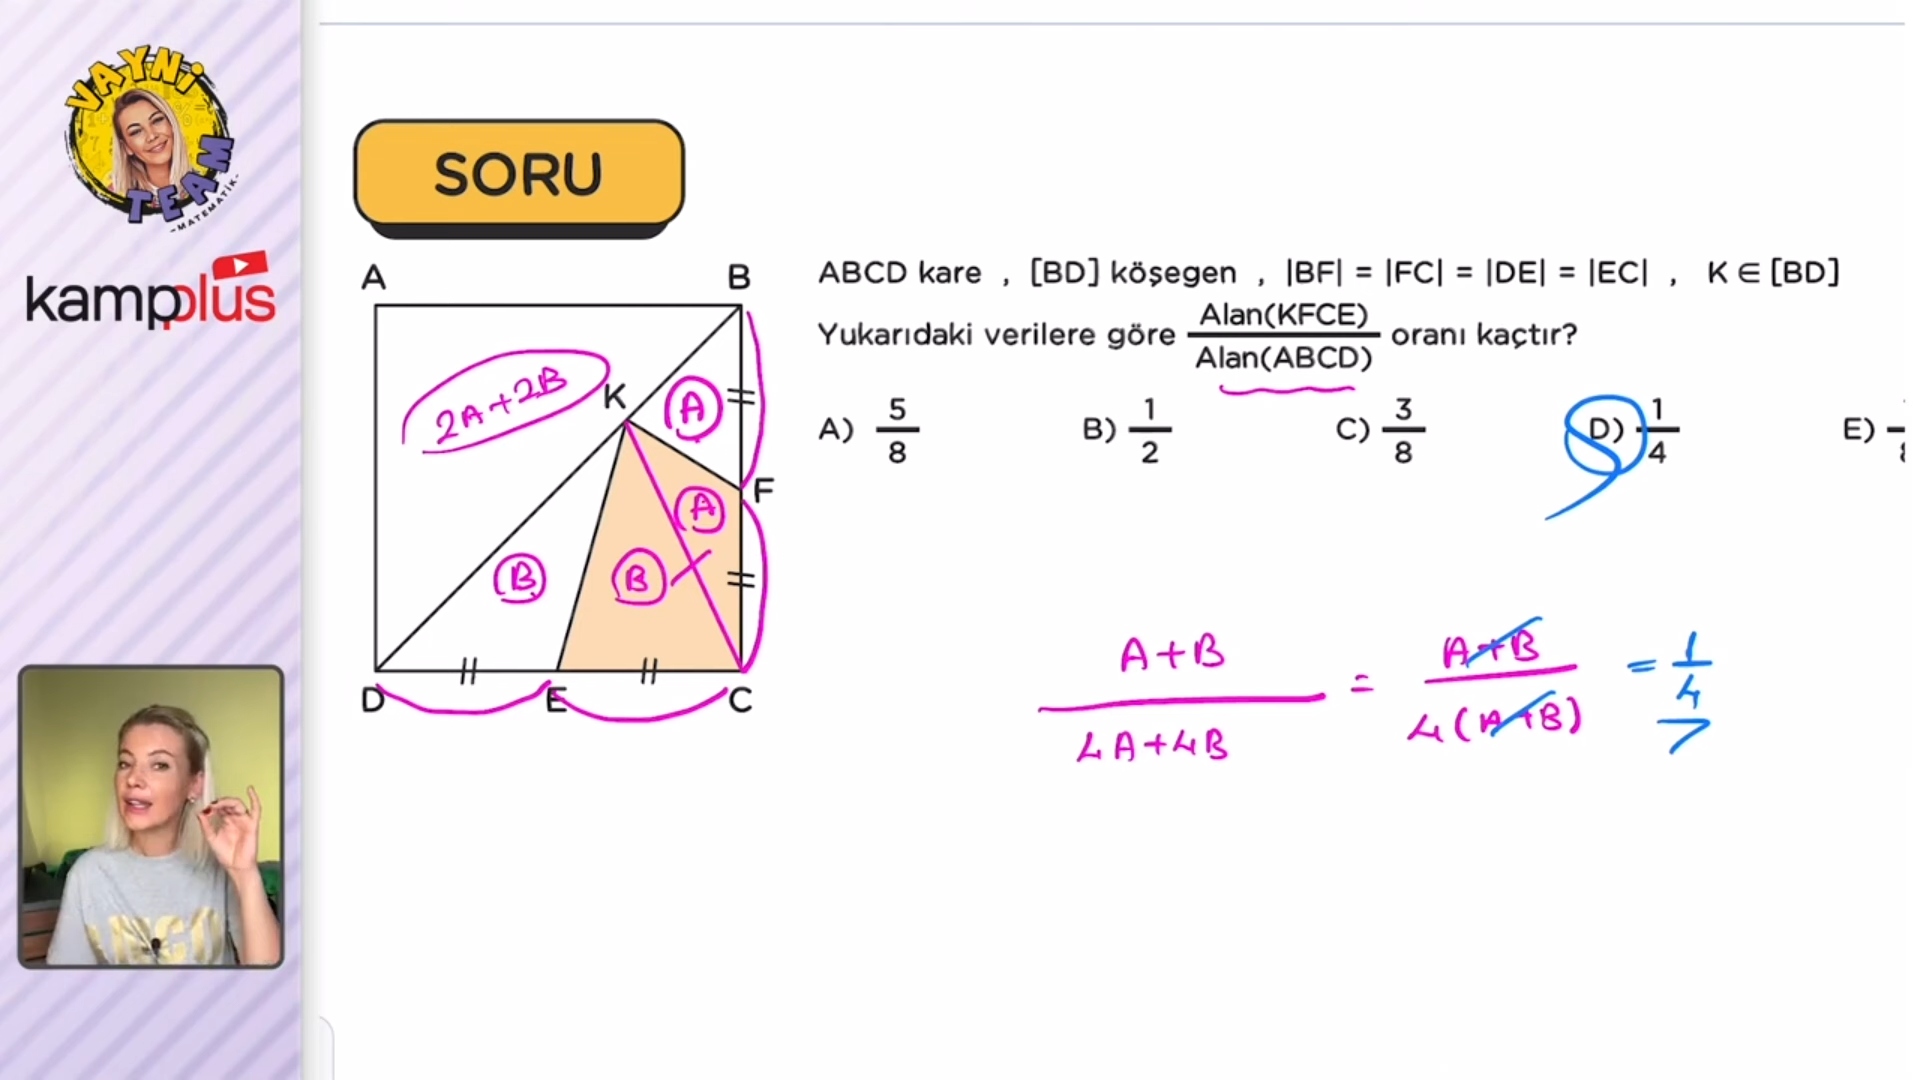 VAYNi
TEAM
-MATEMATİK-
kampplus
SORU
A B
K
F
D E C
2A+2B
A
A
B
B
ABCD kare , [BD] köşegen , |BF| = |FC| = |DE| = |EC| , K ∈ [BD]
Yukarıdaki verilere göre Alan(KFCE) / Alan(ABCD) oranı kaçtır?
A) 5/8 B) 1/2 C) 3/8 D) 1/4 E)
A+B / 4A+4B = A+B / 4(A+B) = 1/4